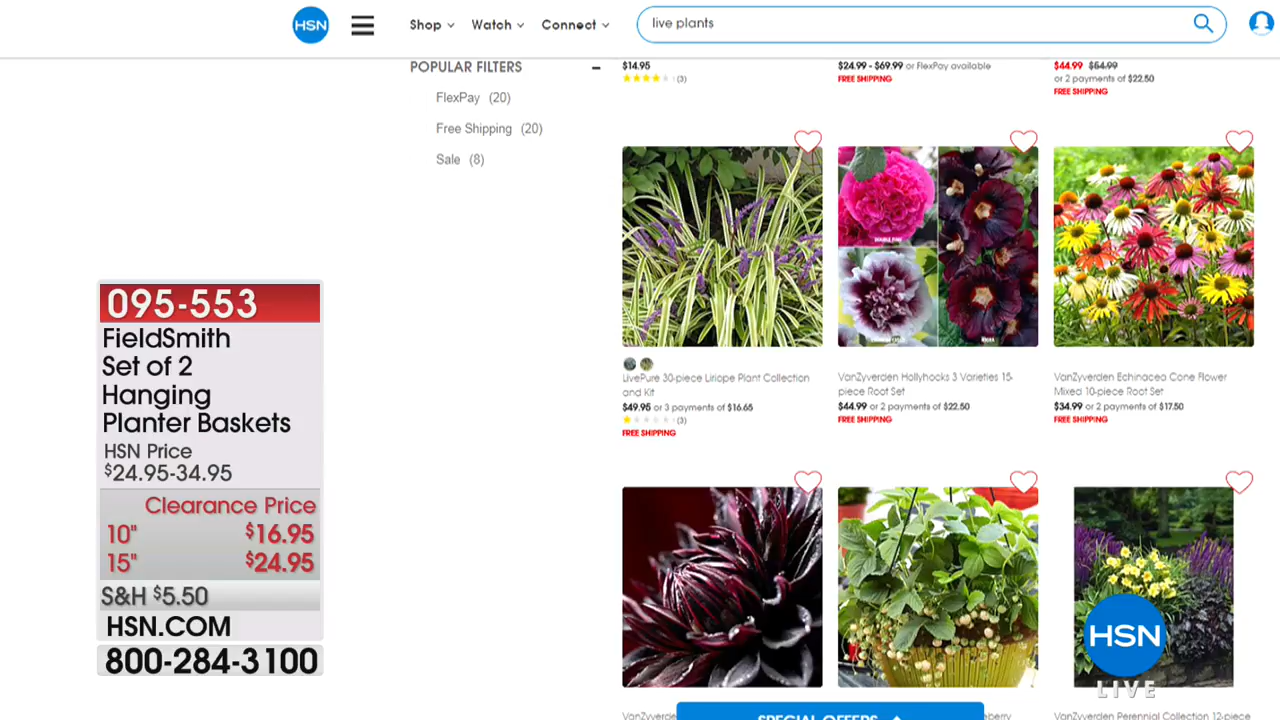 HSN
Shop
Watch
Connect
live plants
POPULAR FILTERS
FlexPay (20)
Free Shipping (20)
Sale (8)
$14.95
(3)
$24.99 - $69.99 or FlexPay available
FREE SHIPPING
$44.99 $54.99
or 2 payments of $22.50
FREE SHIPPING
LivePure 30-piece Liriope Plant Collection
and Kit
$49.95 or 3 payments of $16.65
(3)
FREE SHIPPING
VanZyverden Hollyhocks 3 Varieties 15-
piece Root Set
$44.99 or 2 payments of $22.50
FREE SHIPPING
VanZyverden Echinacea Cone Flower
Mixed 10-piece Root Set
$34.99 or 2 payments of $17.50
FREE SHIPPING
095-553
FieldSmith
Set of 2
Hanging
Planter Baskets
HSN Price
$24.95-34.95
Clearance Price
10" $16.95
15" $24.95
S&H $5.50
HSN.COM
800-284-3100
HSN
LIVE
SPECIAL OFFERS
VanZyverden Perennial Collection 12-piece